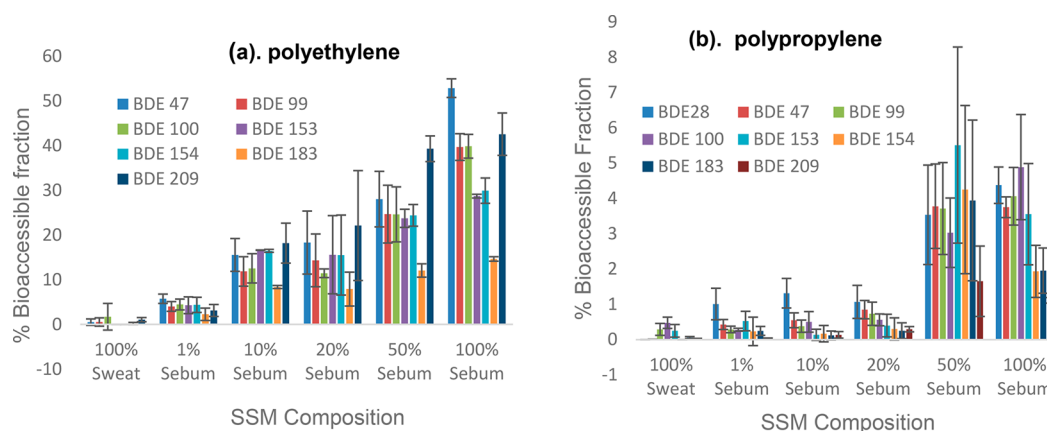 (a). polyethylene
% Bioaccessible fraction
60
50
40
30
20
10
0
-10
BDE 47
BDE 99
BDE 100
BDE 153
BDE 154
BDE 183
BDE 209
100% 1% 10% 20% 50% 100%
Sweat Sebum Sebum Sebum Sebum Sebum
SSM Composition
(b). polypropylene
% Bioaccessible Fraction
9
8
7
6
5
4
3
2
1
0
-1
BDE28 BDE 47 BDE 99
BDE 100 BDE 153 BDE 154
BDE 183 BDE 209
100% 1% 10% 20% 50% 100%
Sweat Sebum Sebum Sebum Sebum Sebum
SSM Composition